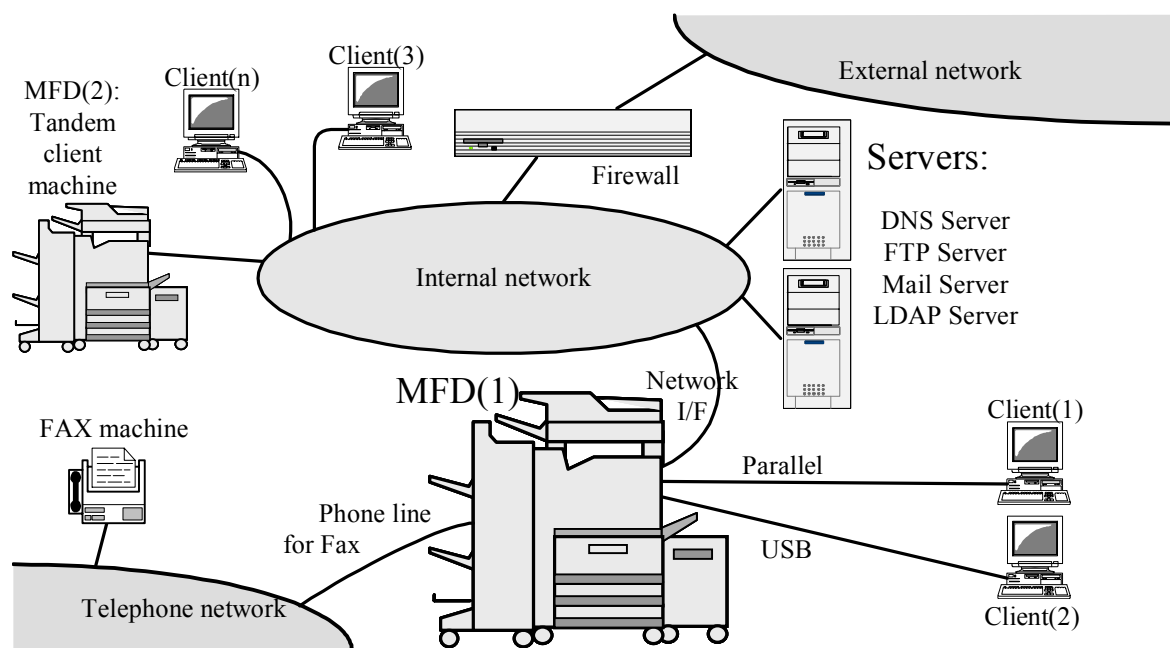 Client(3)
Client(n)
External network
MFD(2):
Tandem
client
machine
Firewall
Servers:
DNS Server
FTP Server
Mail Server
LDAP Server
Internal network
MFD(1)
Network
I/F
Client(1)
FAX machine
Parallel
Phone line
for Fax
USB
Telephone network
Client(2)